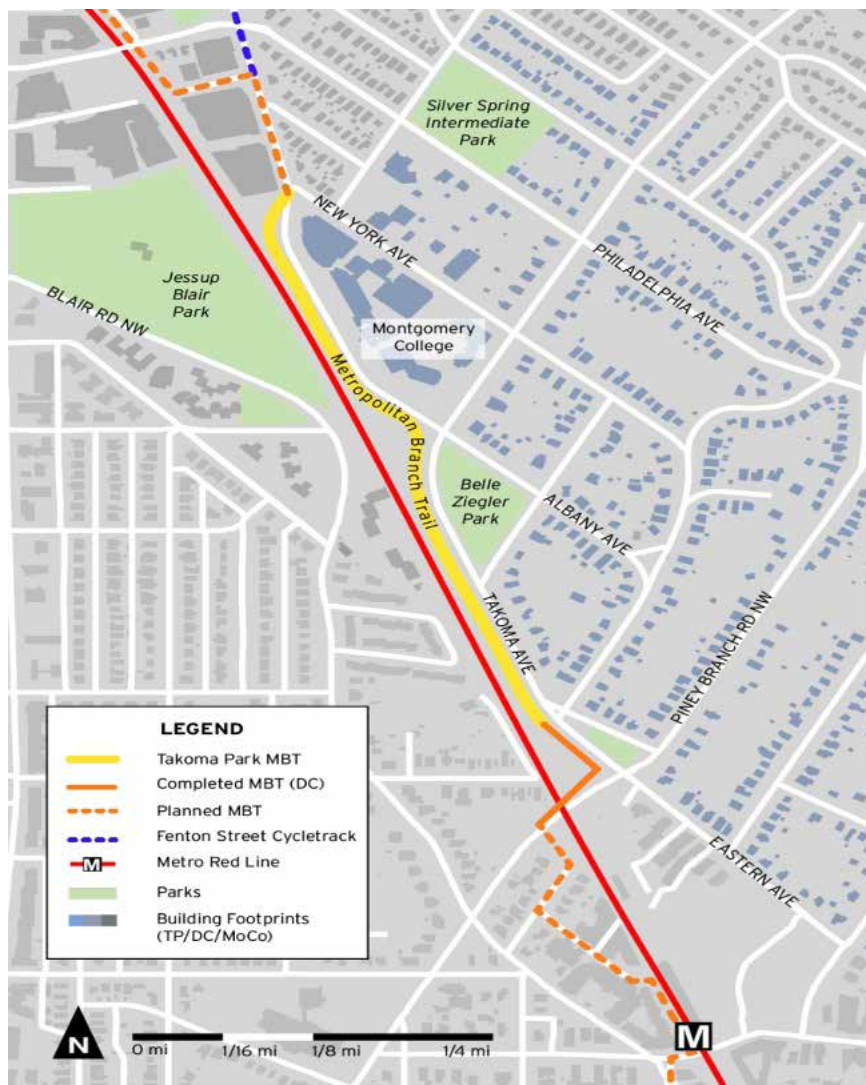 Silver Spring
Intermediate
Park
NEW YORK AVE
PHILADELPHIA AVE
Jessup
Blair
Park
BLAIR RD NW
Montgomery
College
Metropolitan Branch Trail
Belle
Ziegler
Park
ALBANY AVE
TAKOMA AVE
PINEY BRANCH RD NW
EASTERN AVE
LEGEND
Takoma Park MBT
Completed MBT (DC)
Planned MBT
Fenton Street Cycletrack
M Metro Red Line
Parks
Building Footprints
(TP/DC/MoCo)
M
N
0 mi 1/16 mi 1/8 mi 1/4 mi